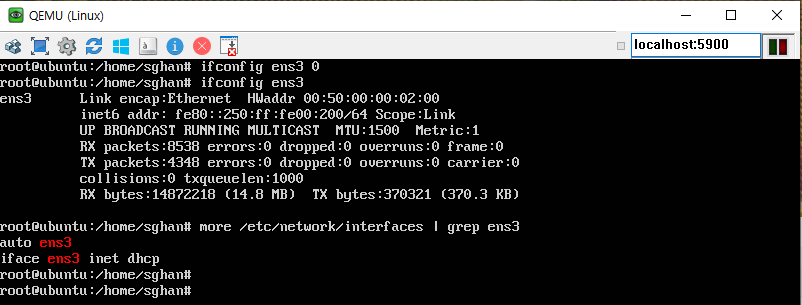 QEMU (Linux)
localhost:5900
root@ubuntu:/home/sghan# ifconfig ens3 0
root@ubuntu:/home/sghan# ifconfig ens3
ens3      Link encap:Ethernet  HWaddr 00:50:00:00:02:00
          inet6 addr: fe80::250:ff:fe00:200/64 Scope:Link
          UP BROADCAST RUNNING MULTICAST  MTU:1500  Metric:1
          RX packets:8538 errors:0 dropped:0 overruns:0 frame:0
          TX packets:4348 errors:0 dropped:0 overruns:0 carrier:0
          collisions:0 txqueuelen:1000
          RX bytes:14872218 (14.8 MB)  TX bytes:370321 (370.3 KB)
root@ubuntu:/home/sghan# more /etc/network/interfaces | grep ens3
auto ens3
iface ens3 inet dhcp
root@ubuntu:/home/sghan#
root@ubuntu:/home/sghan#